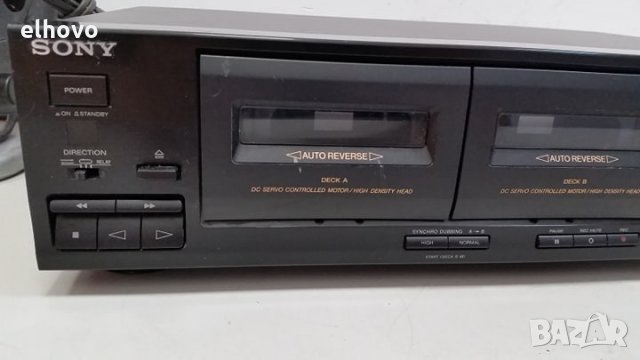 elhovo
SONY
POWER
ON STANDBY
DIRECTION
RELAY
AUTO REVERSE
DECK A
DC SERVO CONTROLLED MOTOR/HIGH DENSITY HEAD
AUTO REVERSE
DECK B
DC SERVO CONTROLLED MOTOR/HIGH DENSITY HEAD
SYNCHRO DUBBING A → B
HIGH
NORMAL
PAUSE
REC MUTE
REC
BAZAR